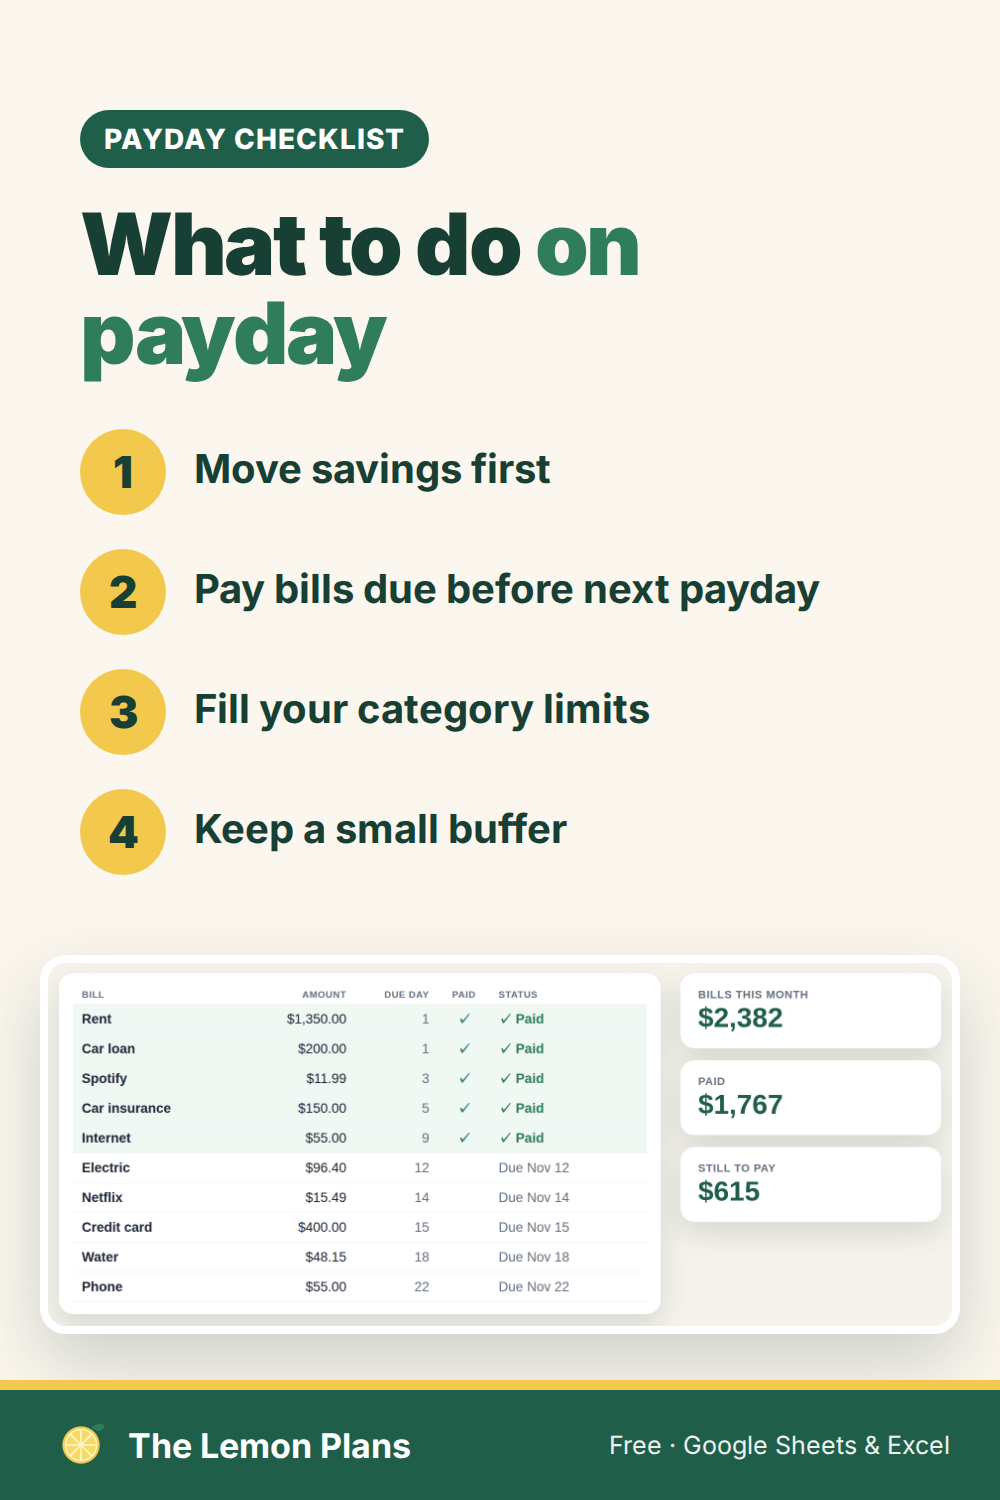 PAYDAY CHECKLIST
What to do on
payday
1 Move savings first
2 Pay bills due before next payday
3 Fill your category limits
4 Keep a small buffer
BILL AMOUNT DUE DAY PAID STATUS
Rent $1,350.00 1 ✓ ✓ Paid
Car loan $200.00 1 ✓ ✓ Paid
Spotify $11.99 3 ✓ ✓ Paid
Car insurance $150.00 5 ✓ ✓ Paid
Internet $55.00 9 ✓ ✓ Paid
Electric $96.40 12 Due Nov 12
Netflix $15.49 14 Due Nov 14
Credit card $400.00 15 Due Nov 15
Water $48.15 18 Due Nov 18
Phone $55.00 22 Due Nov 22
BILLS THIS MONTH
$2,382
PAID
$1,767
STILL TO PAY
$615
The Lemon Plans
Free · Google Sheets & Excel